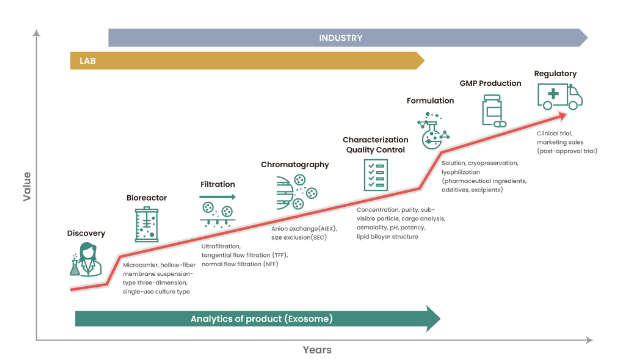 INDUSTRY
LAB
Regulatory
GMP Production
Formulation
Clinical trial,
marketing sales
(post-approval trial)
Characterization
Quality Control
Solution, cryopreservation,
lyophilization
(pharmaceutical ingredients,
additives, excipients)
Chromatography
Filtration
Concentration, purity, sub-
visible particle, cargo analysis,
osmolality, pH, potency,
lipid bilayer structure
Bioreactor
Anion exchange(AIEX),
size exclusion(SEC)
Discovery
Ultrofiltration,
tangential flow filtration (TFF),
normal flow filtration (NFF)
Microcarrier, hollow-fiber
membrane suspension-
type three-dimension,
single-use culture type
Analytics of product (Exosome)
Value
Years